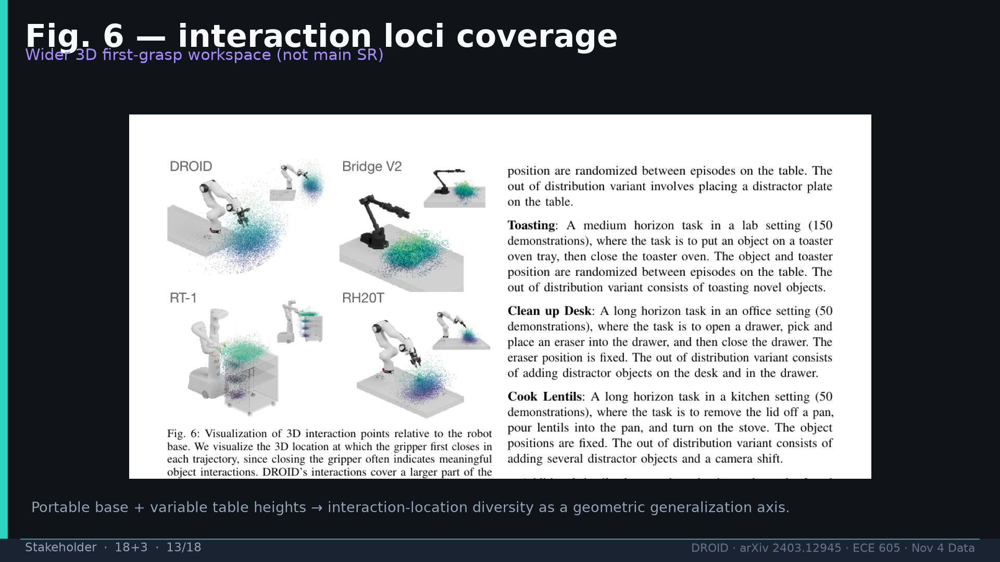 Fig. 6 — interaction loci coverage
Wider 3D first-grasp workspace (not main SR)
DROID
Bridge V2
RT-1
RH20T
Fig. 6: Visualization of 3D interaction points relative to the robot
base. We visualize the 3D location at which the gripper first closes in
each trajectory, since closing the gripper often indicates meaningful
object interactions. DROID’s interactions cover a larger part of the
position are randomized between episodes on the table. The
out of distribution variant involves placing a distractor plate
on the table.
Toasting: A medium horizon task in a lab setting (150
demonstrations), where the task is to put an object on a toaster
oven tray, then close the toaster oven. The object and toaster
position are randomized between episodes on the table. The
out of distribution variant consists of toasting novel objects.
Clean up Desk: A long horizon task in an office setting (50
demonstrations), where the task is to open a drawer, pick and
place an eraser into the drawer, and then close the drawer. The
eraser position is fixed. The out of distribution variant consists
of adding distractor objects on the desk and in the drawer.
Cook Lentils: A long horizon task in a kitchen setting (50
demonstrations), where the task is to remove the lid off a pan,
pour lentils into the pan, and turn on the stove. The object
positions are fixed. The out of distribution variant consists of
adding several distractor objects and a camera shift.
Portable base + variable table heights → interaction-location diversity as a geometric generalization axis.
Stakeholder · 18+3 · 13/18
DROID · arXiv 2403.12945 · ECE 605 · Nov 4 Data